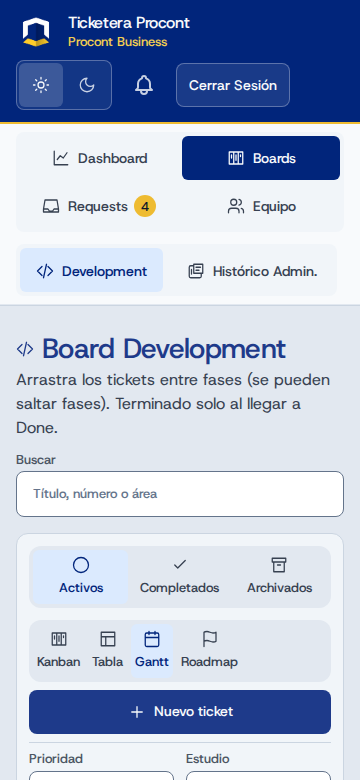 Ticketera Procont
Procont Business
Cerrar Sesión
Dashboard
Boards
Requests 4
Equipo
Development
Histórico Admin.
Board Development
Arrastra los tickets entre fases (se pueden
saltar fases). Terminado solo al llegar a
Done.
Buscar
Título, número o área
Activos
Completados
Archivados
Kanban
Tabla
Gantt
Roadmap
Nuevo ticket
Prioridad
Estudio